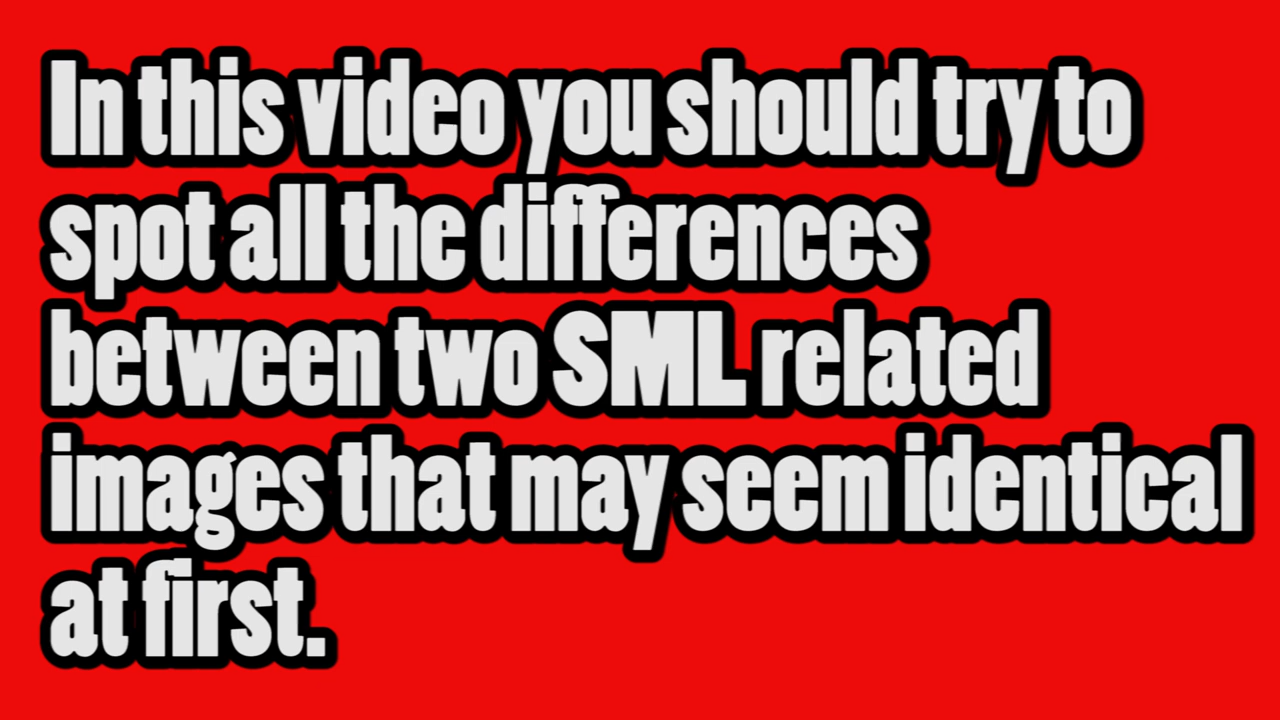 In this video you should try to
spot all the differences
between two SML related
images that may seem identical
at first.